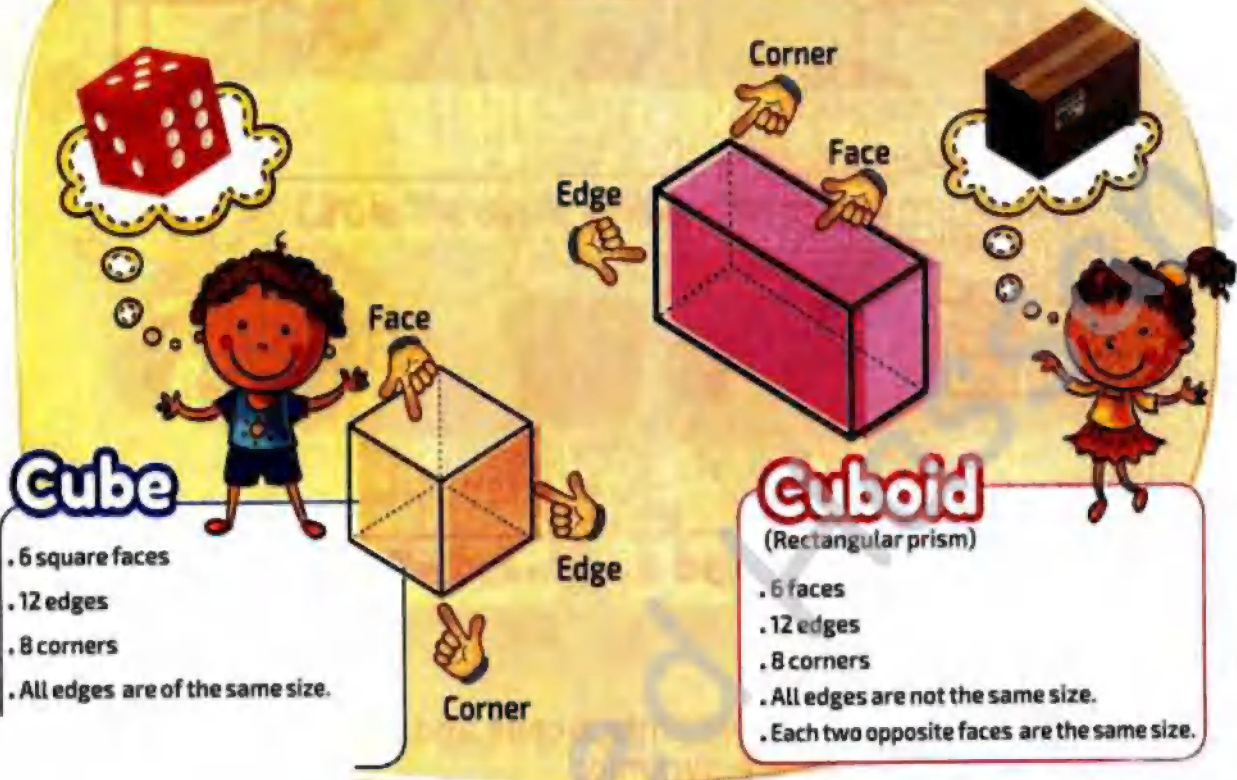 Corner
Face
Edge
Face
Cube
Cuboid
(Rectangular prism)
. 6 square faces
. 12 edges
. 8 corners
. All edges are of the same size.
Edge
Corner
. 6 faces
. 12 edges
. 8 corners
. All edges are not the same size.
. Each two opposite faces are the same size.